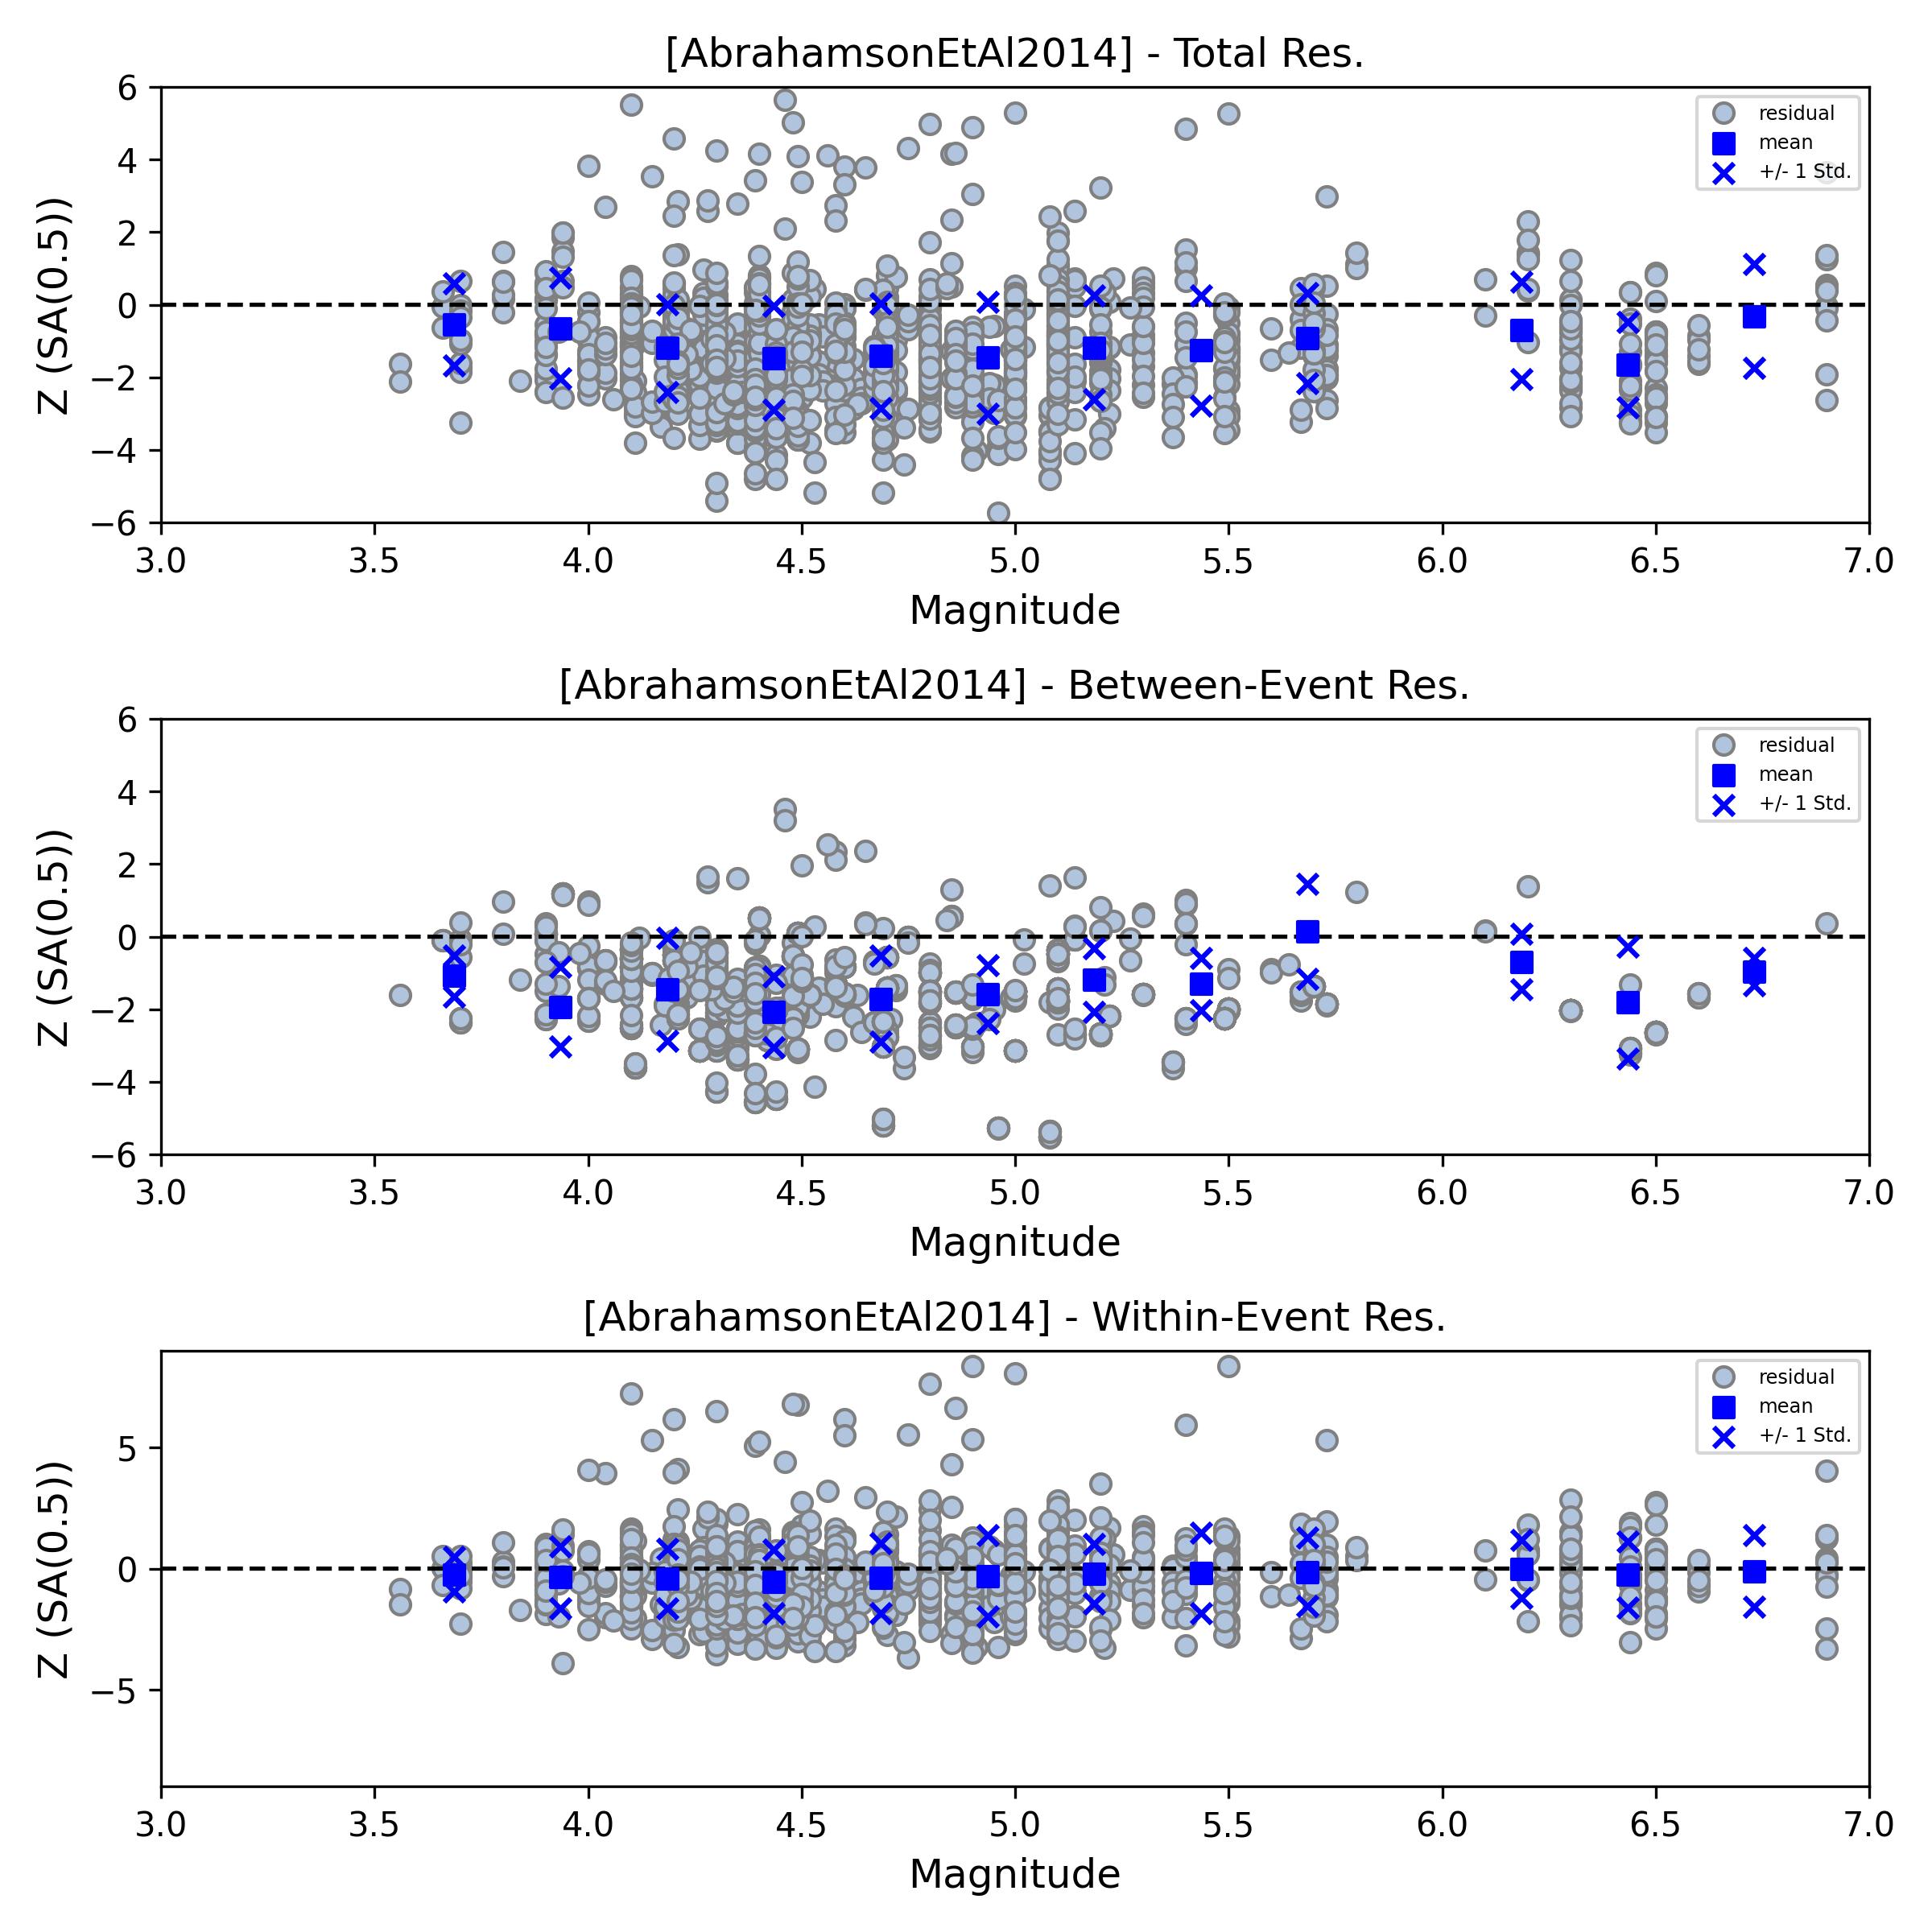 [AbrahamsonEtAl2014] - Total Res.
Z (SA(0.5))
6
4
2
0
−2
−4
−6
residual
mean
+/- 1 Std.
3.0 3.5 4.0 4.5 5.0 5.5 6.0 6.5 7.0
Magnitude
[AbrahamsonEtAl2014] - Between-Event Res.
Z (SA(0.5))
6
4
2
0
−2
−4
−6
residual
mean
+/- 1 Std.
3.0 3.5 4.0 4.5 5.0 5.5 6.0 6.5 7.0
Magnitude
[AbrahamsonEtAl2014] - Within-Event Res.
Z (SA(0.5))
5
0
−5
residual
mean
+/- 1 Std.
3.0 3.5 4.0 4.5 5.0 5.5 6.0 6.5 7.0
Magnitude